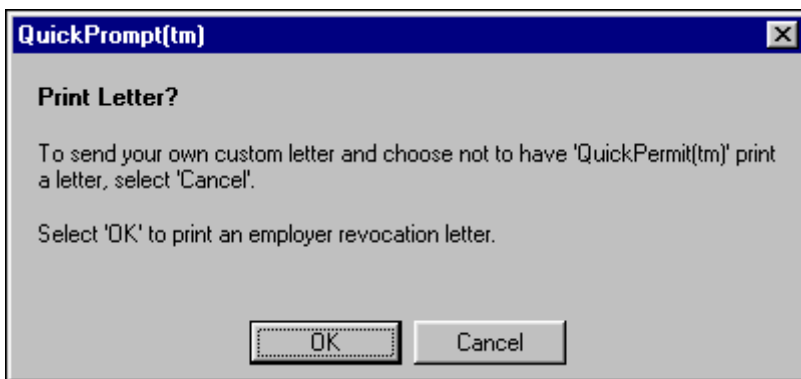 QuickPrompt(tm)
Print Letter?
To send your own custom letter and choose not to have 'QuickPermit(tm)' print
a letter, select 'Cancel'.
Select 'OK' to print an employer revocation letter.
OK Cancel